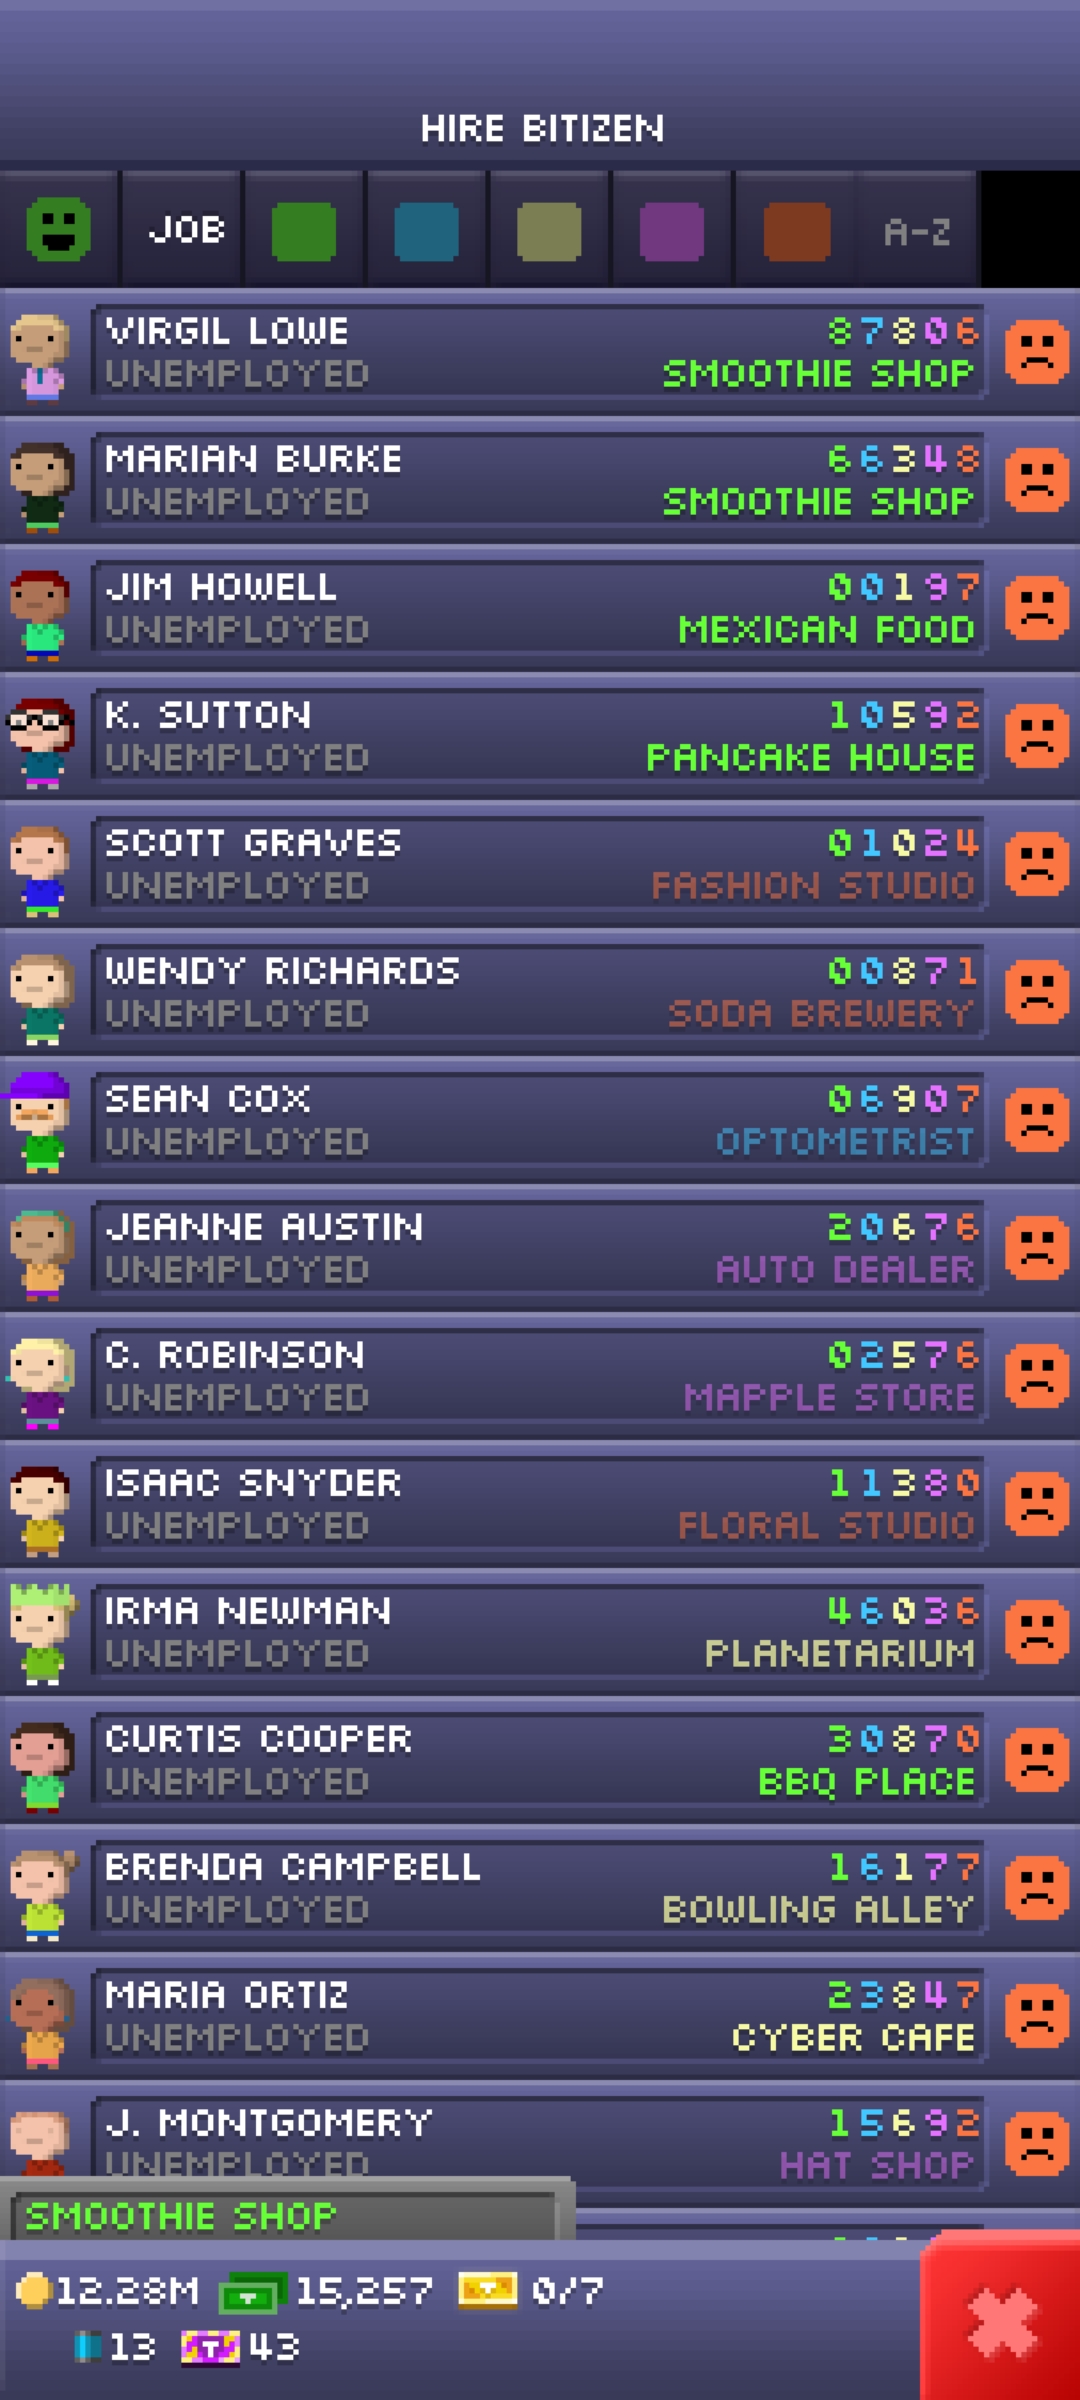 HIRE BITIZEN
JOB A-Z
VIRGIL LOWE 87806
UNEMPLOYED SMOOTHIE SHOP
MARIAN BURKE 66348
UNEMPLOYED SMOOTHIE SHOP
JIM HOWELL 00197
UNEMPLOYED MEXICAN FOOD
K. SUTTON 10592
UNEMPLOYED PANCAKE HOUSE
SCOTT GRAVES 01024
UNEMPLOYED FASHION STUDIO
WENDY RICHARDS 00871
UNEMPLOYED SODA BREWERY
SEAN COX 06907
UNEMPLOYED OPTOMETRIST
JEANNE AUSTIN 20676
UNEMPLOYED AUTO DEALER
C. ROBINSON 02576
UNEMPLOYED MAPPLE STORE
ISAAC SNYDER 11380
UNEMPLOYED FLORAL STUDIO
IRMA NEWMAN 46036
UNEMPLOYED PLANETARIUM
CURTIS COOPER 30870
UNEMPLOYED BBQ PLACE
BRENDA CAMPBELL 16177
UNEMPLOYED BOWLING ALLEY
MARIA ORTIZ 23847
UNEMPLOYED CYBER CAFE
J. MONTGOMERY 15692
UNEMPLOYED HAT SHOP
SMOOTHIE SHOP
12.28M 15,257 0/7
13 43